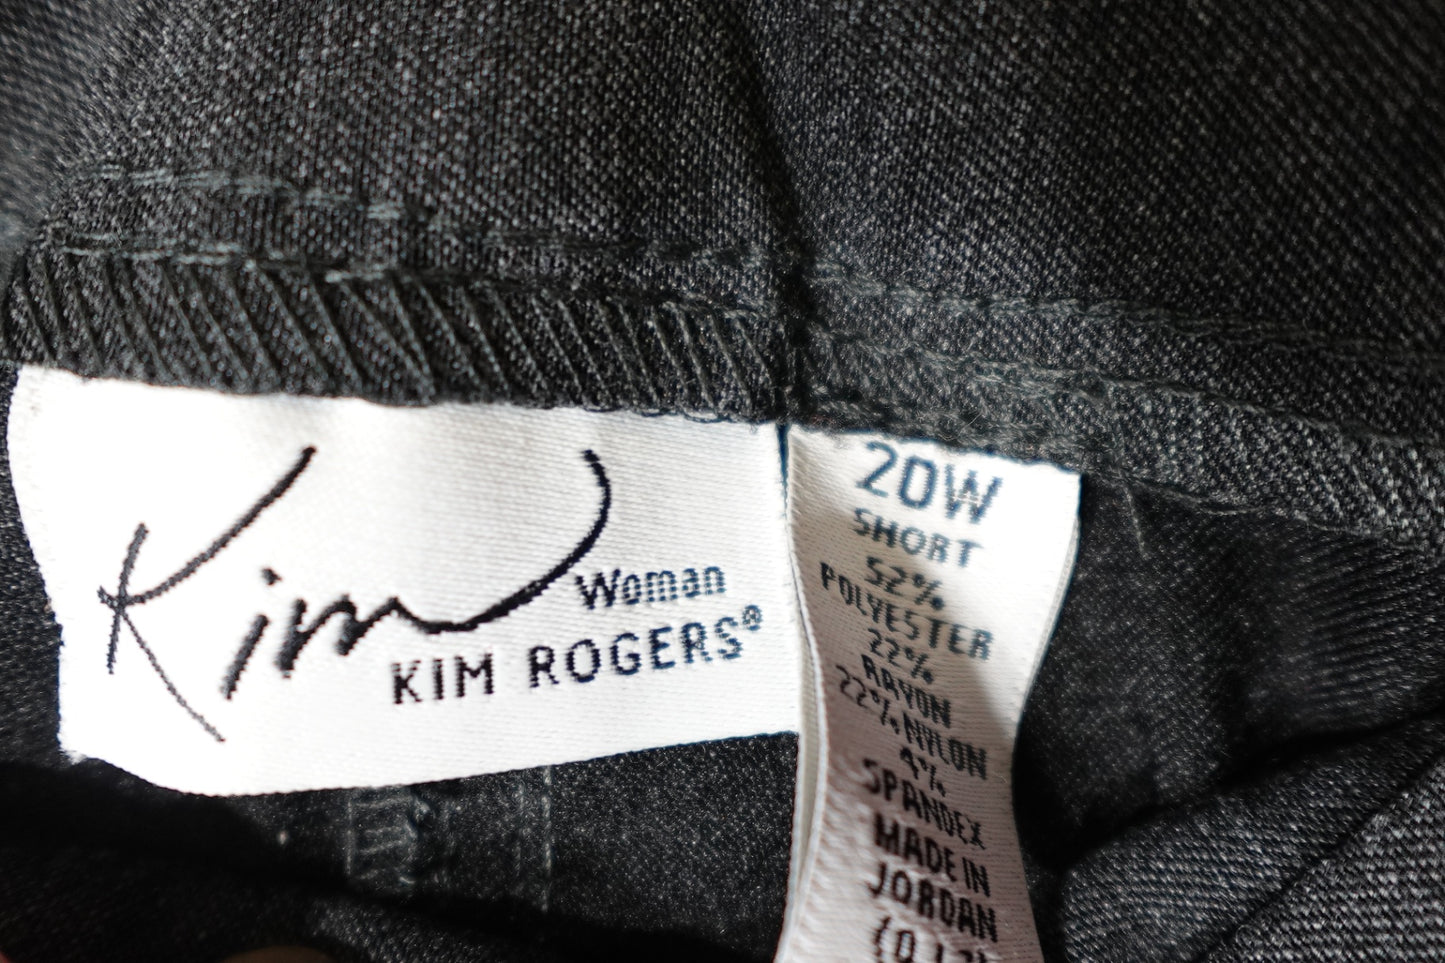 Kim
Woman
KIM ROGERS®
20W
SHORT
52%
POLYESTER
22%
RAYON
22% NYLON
4%
SPANDEX
MADE IN
JORDAN